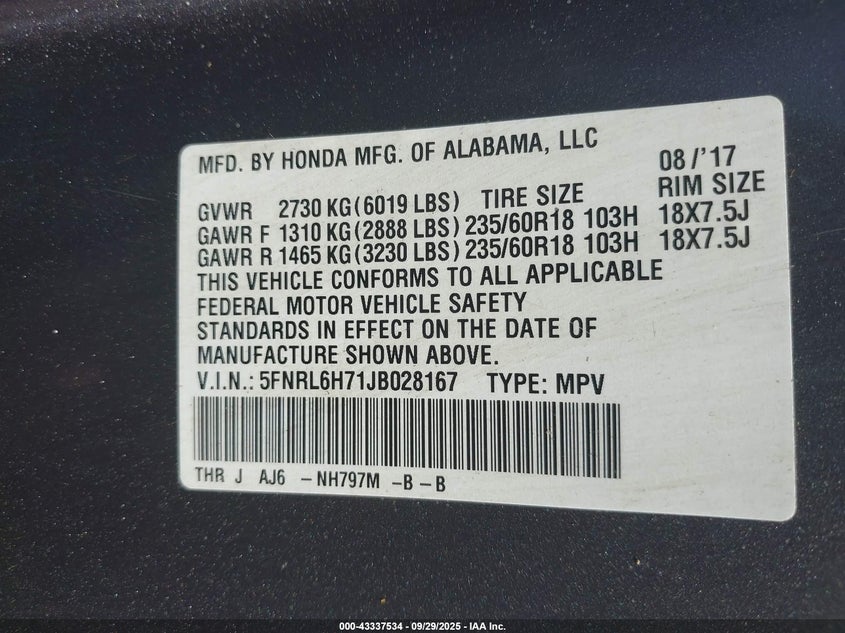 MFD. BY HONDA MFG. OF ALABAMA, LLC 08/'17
GVWR 2730 KG(6019 LBS) TIRE SIZE RIM SIZE
GAWR F 1310 KG(2888 LBS) 235/60R18 103H 18X7.5J
GAWR R 1465 KG(3230 LBS) 235/60R18 103H 18X7.5J
THIS VEHICLE CONFORMS TO ALL APPLICABLE
FEDERAL MOTOR VEHICLE SAFETY
STANDARDS IN EFFECT ON THE DATE OF
MANUFACTURE SHOWN ABOVE.
V.I.N.: 5FNRL6H71JB028167 TYPE: MPV
THR J AJ6 -NH797M -B-B
000-43337534 - 09/29/2025 - IAA Inc.